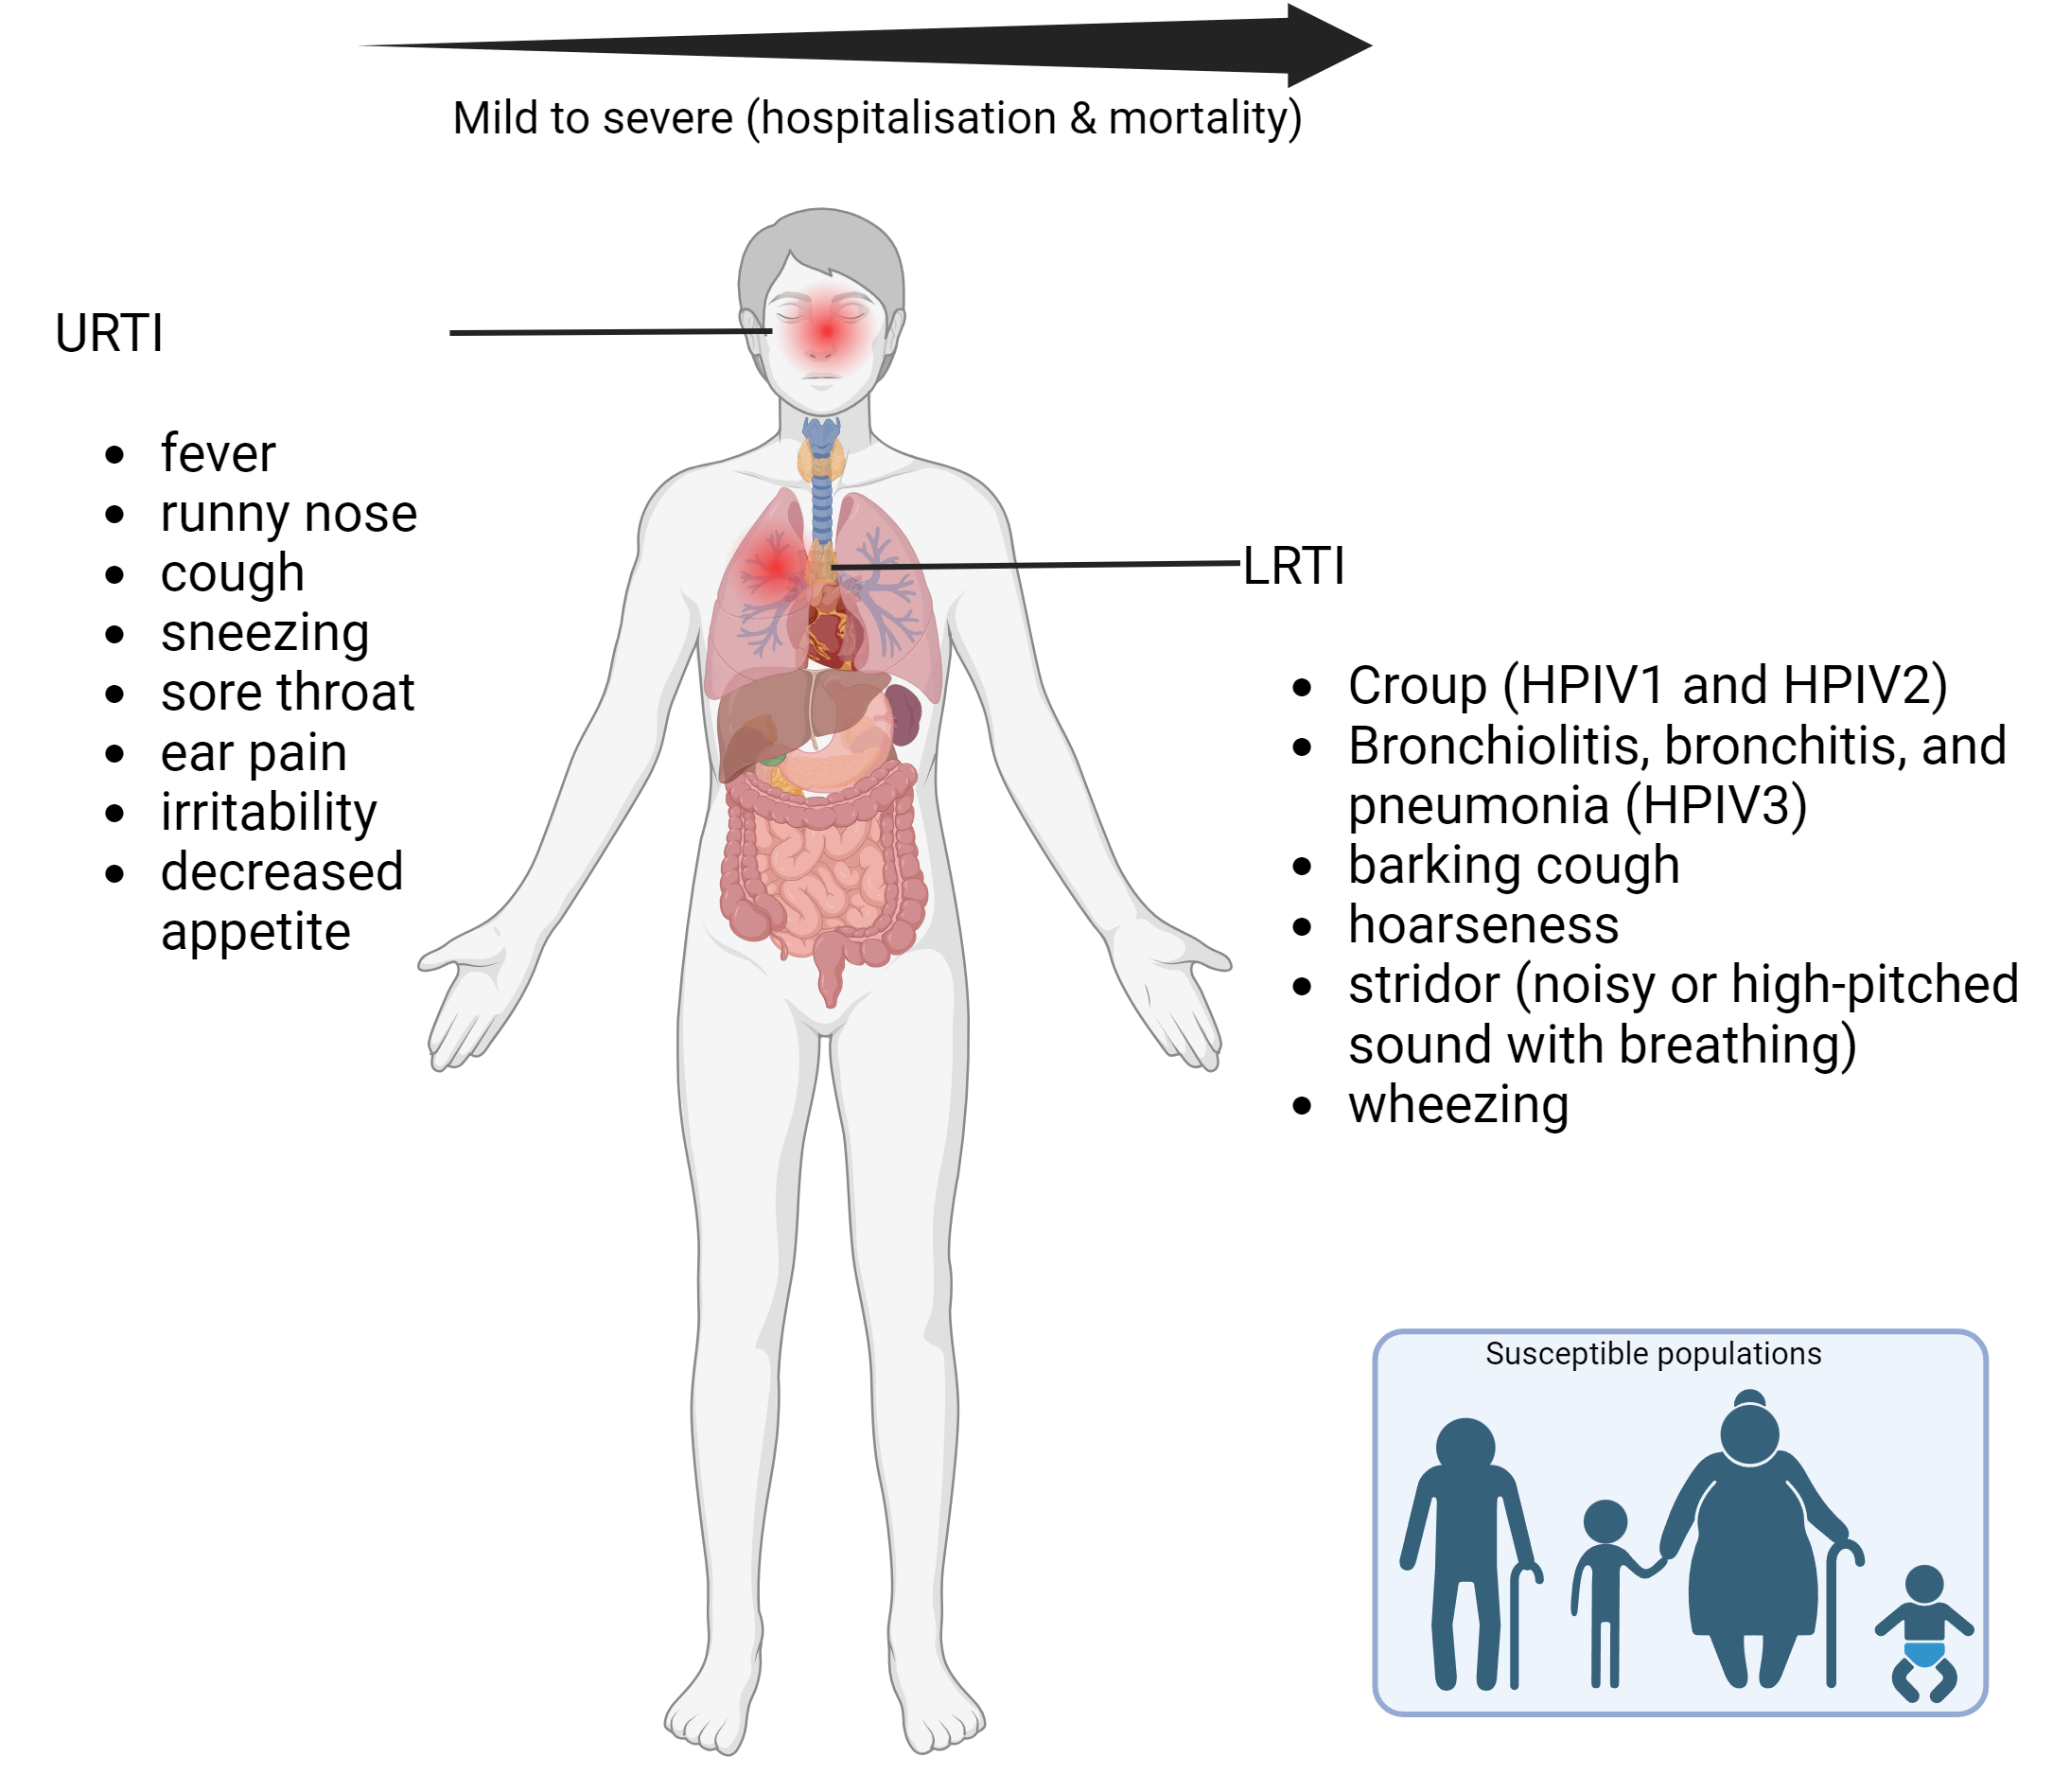 Mild to severe (hospitalisation & mortality)
URTI
• fever
• runny nose
• cough
• sneezing
• sore throat
• ear pain
• irritability
• decreased
appetite
LRTI
• Croup (HPIV1 and HPIV2)
• Bronchiolitis, bronchitis, and
pneumonia (HPIV3)
• barking cough
• hoarseness
• stridor (noisy or high-pitched
sound with breathing)
• wheezing
Susceptible populations